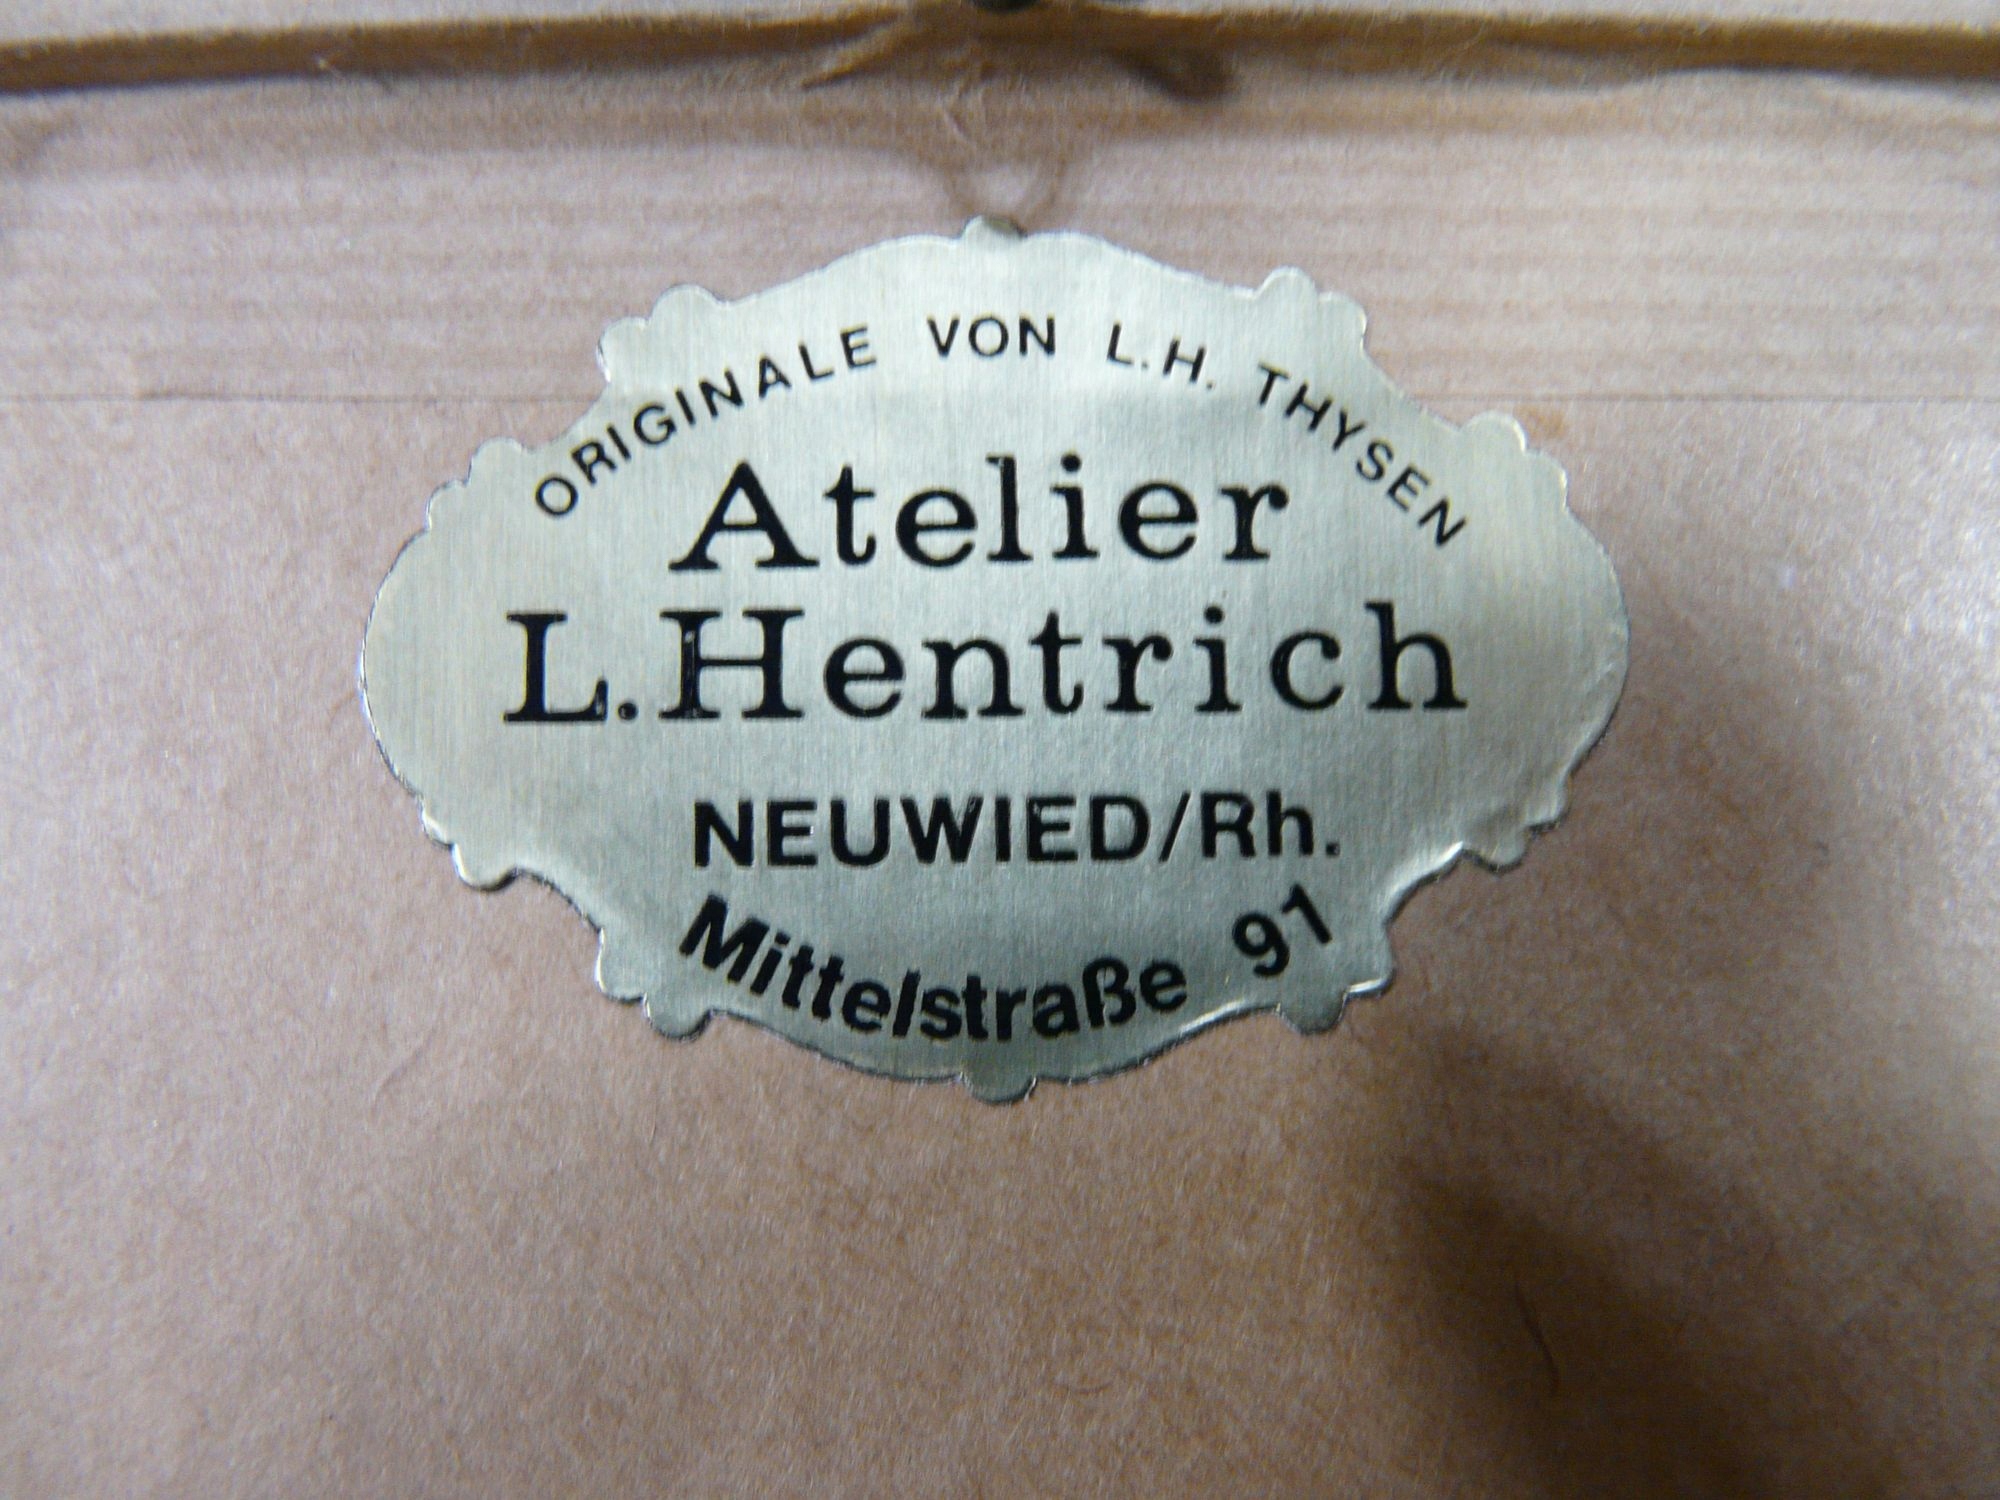 ORIGINALE VON L.H. THYSEN
Atelier
L.Hentrich
NEUWIED/Rh.
Mittelstraße 91